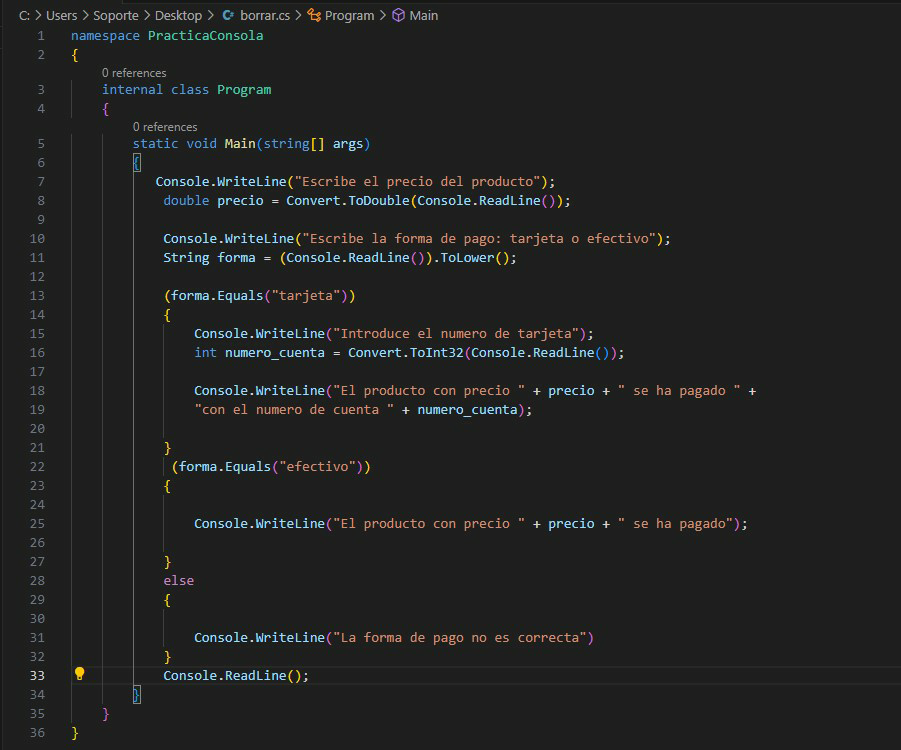 C: > Users > Soporte > Desktop > borrar.cs > Program > Main
1 namespace PracticaConsola
2 {
0 references
3 internal class Program
4 {
0 references
5 static void Main(string[] args)
6 {
7 Console.WriteLine("Escribe el precio del producto");
8 double precio = Convert.ToDouble(Console.ReadLine());
9
10 Console.WriteLine("Escribe la forma de pago: tarjeta o efectivo");
11 String forma = (Console.ReadLine()).ToLower();
12
13 (forma.Equals("tarjeta"))
14 {
15 Console.WriteLine("Introduce el numero de tarjeta");
16 int numero_cuenta = Convert.ToInt32(Console.ReadLine());
17
18 Console.WriteLine("El producto con precio " + precio + " se ha pagado " +
19 "con el numero de cuenta " + numero_cuenta);
20
21 }
22 (forma.Equals("efectivo"))
23 {
24
25 Console.WriteLine("El producto con precio " + precio + " se ha pagado");
26
27 }
28 else
29 {
30
31 Console.WriteLine("La forma de pago no es correcta")
32 }
33 Console.ReadLine();
34 }
35 }
36 }